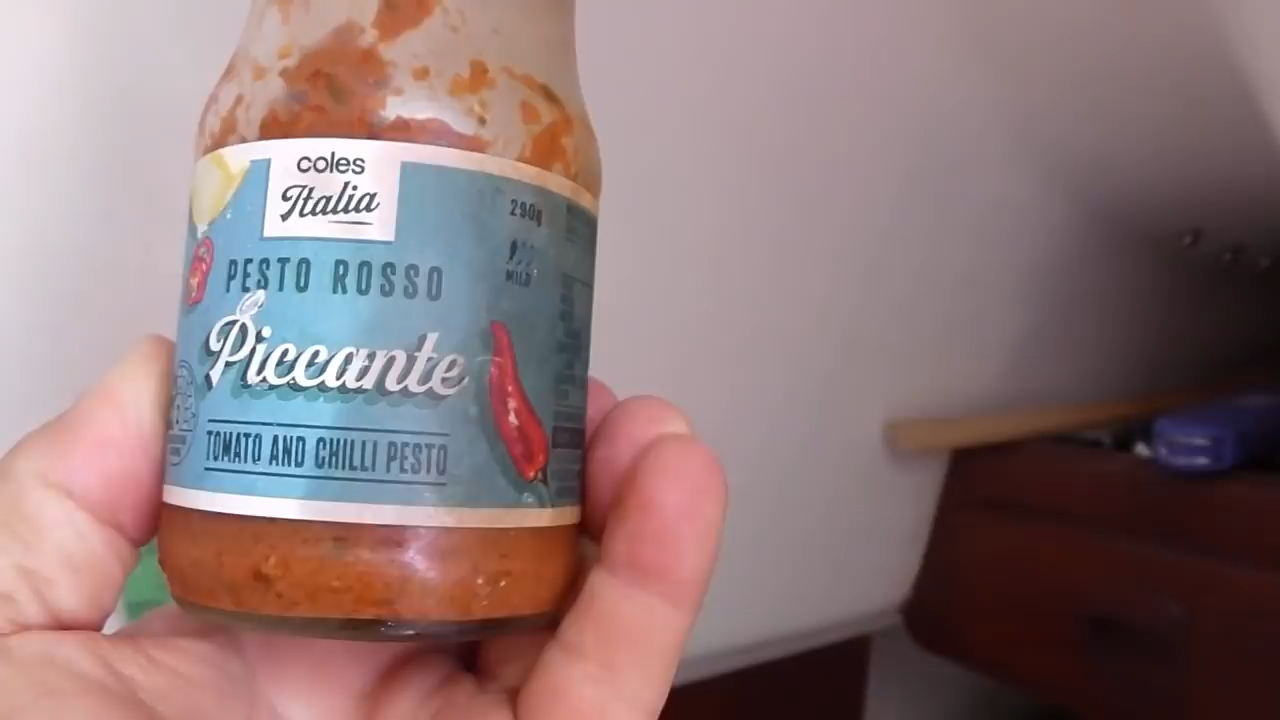 coles
Italia
290g
MILD
PESTO ROSSO
Piccante
TOMATO AND CHILLI PESTO